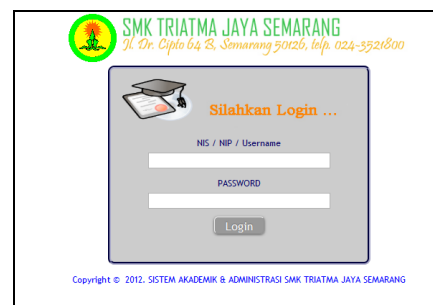 SMK TRIATMA JAYA SEMARANG
Jl. Dr. Cipto 64 B, Semarang 50126, telp. 024-3521800
Silahkan Login ...
NIS / NIP / Username
PASSWORD
Login
Copyright © 2012. SISTEM AKADEMIK & ADMINISTRASI SMK TRIATMA JAYA SEMARANG